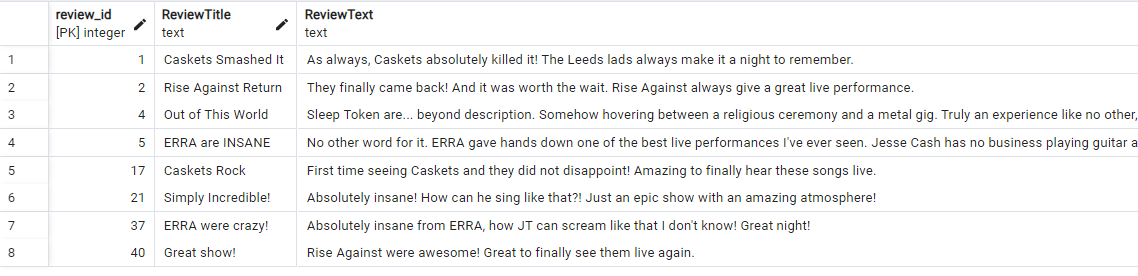 review_id ReviewTitle ReviewText
[PK] integer text text
1 1 Caskets Smashed It As always, Caskets absolutely killed it! The Leeds lads always make it a night to remember.
2 2 Rise Against Return They finally came back! And it was worth the wait. Rise Against always give a great live performance.
3 4 Out of This World Sleep Token are... beyond description. Somehow hovering between a religious ceremony and a metal gig. Truly an experience like no other,
4 5 ERRA are INSANE No other word for it. ERRA gave hands down one of the best live performances I've ever seen. Jesse Cash has no business playing guitar a
5 17 Caskets Rock First time seeing Caskets and they did not disappoint! Amazing to finally hear these songs live.
6 21 Simply Incredible! Absolutely insane! How can he sing like that?! Just an epic show with an amazing atmosphere!
7 37 ERRA were crazy! Absolutely insane from ERRA, how JT can scream like that I don't know! Great night!
8 40 Great show! Rise Against were awesome! Great to finally see them live again.